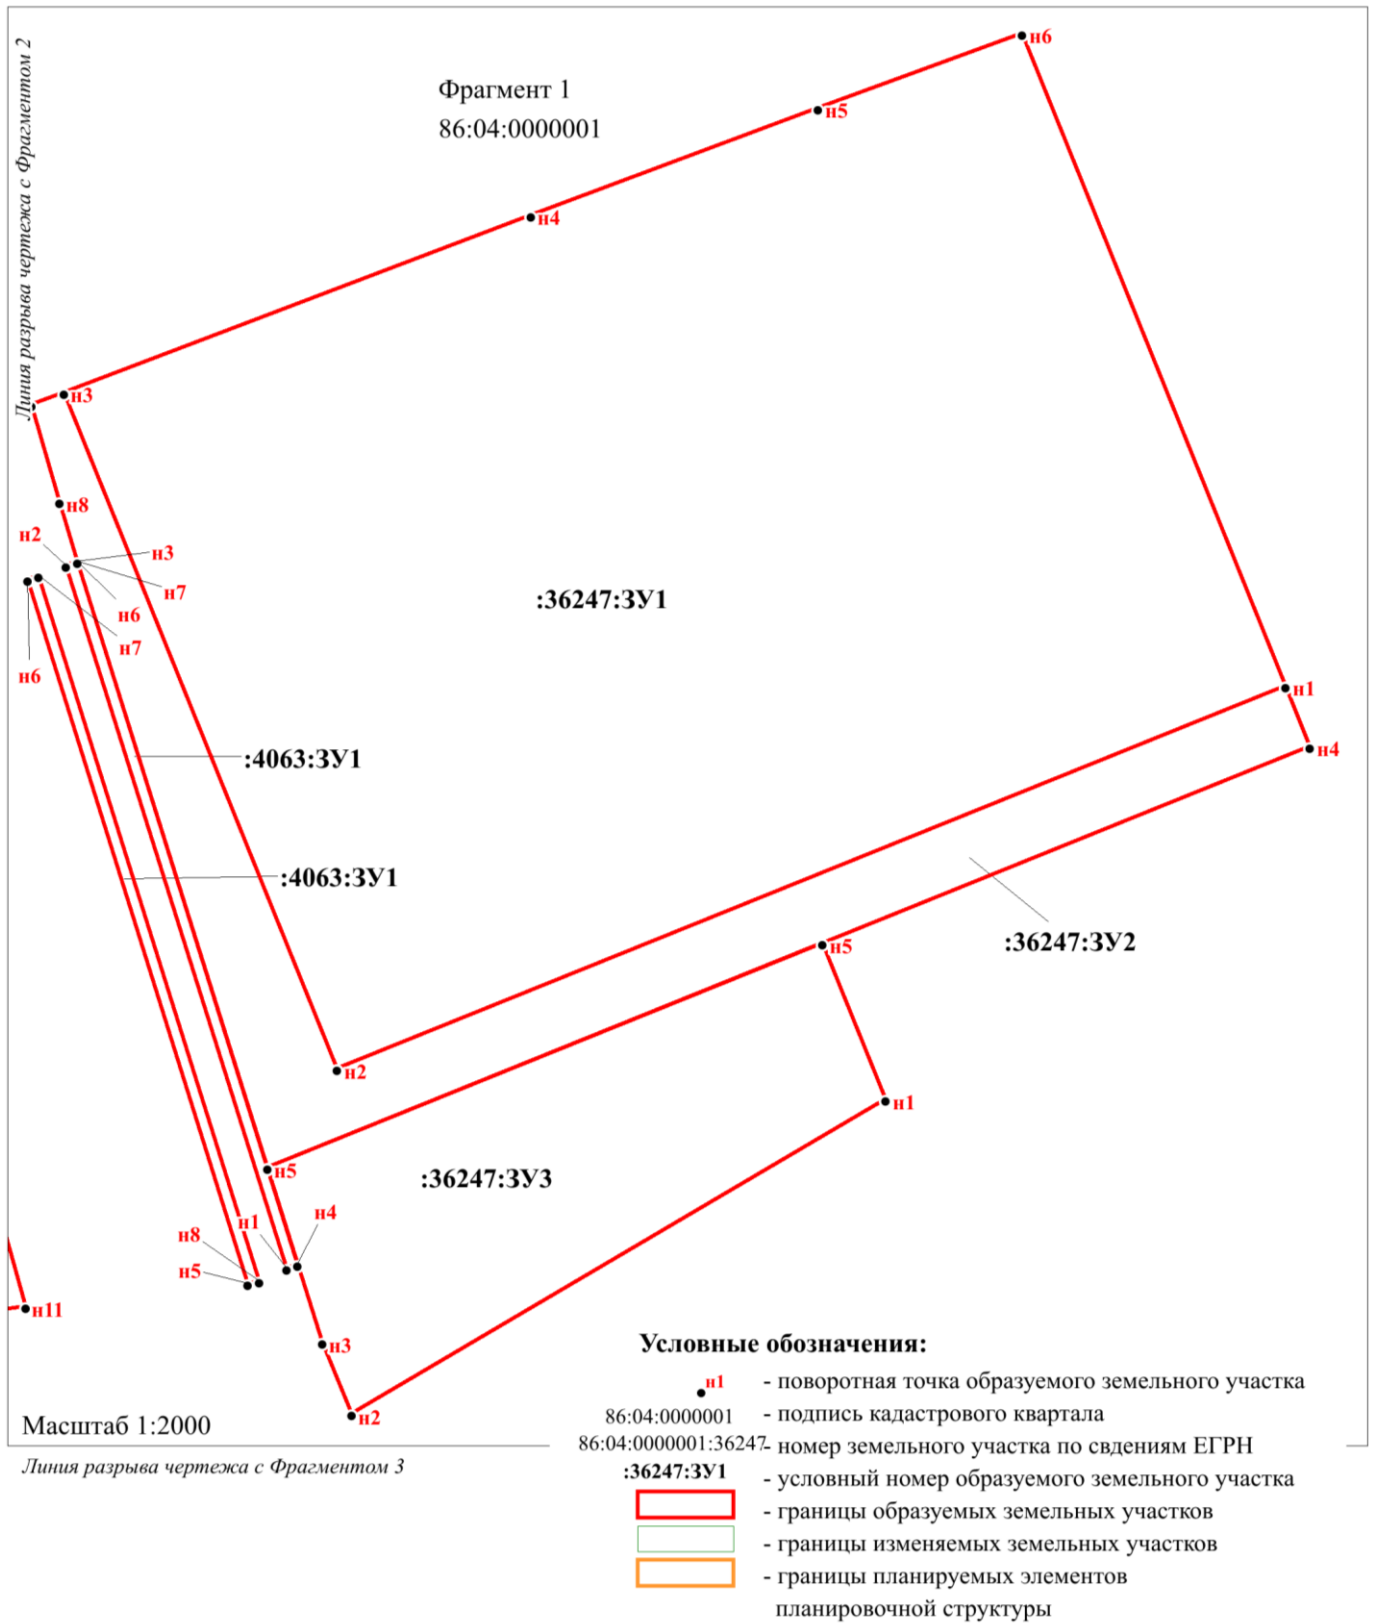 Линия разрыва чертежа с Фрагментом 2
Фрагмент 1
86:04:0000001
н6
н5
н4
н3
н8
н2
н3
н7
н6
н7
н6
:36247:ЗУ1
н1
н4
:4063:ЗУ1
:4063:ЗУ1
:36247:ЗУ2
н5
н2
н1
н5
:36247:ЗУ3
н1
н4
н8
н5
н11
н3
н2
Масштаб 1:2000
Линия разрыва чертежа с Фрагментом 3
Условные обозначения:
н1 - поворотная точка образуемого земельного участка
86:04:0000001 - подпись кадастрового квартала
86:04:0000001:36247 - номер земельного участка по свдениям ЕГРН
:36247:ЗУ1 - условный номер образуемого земельного участка
- границы образуемых земельных участков
- границы изменяемых земельных участков
- границы планируемых элементов
планировочной структуры